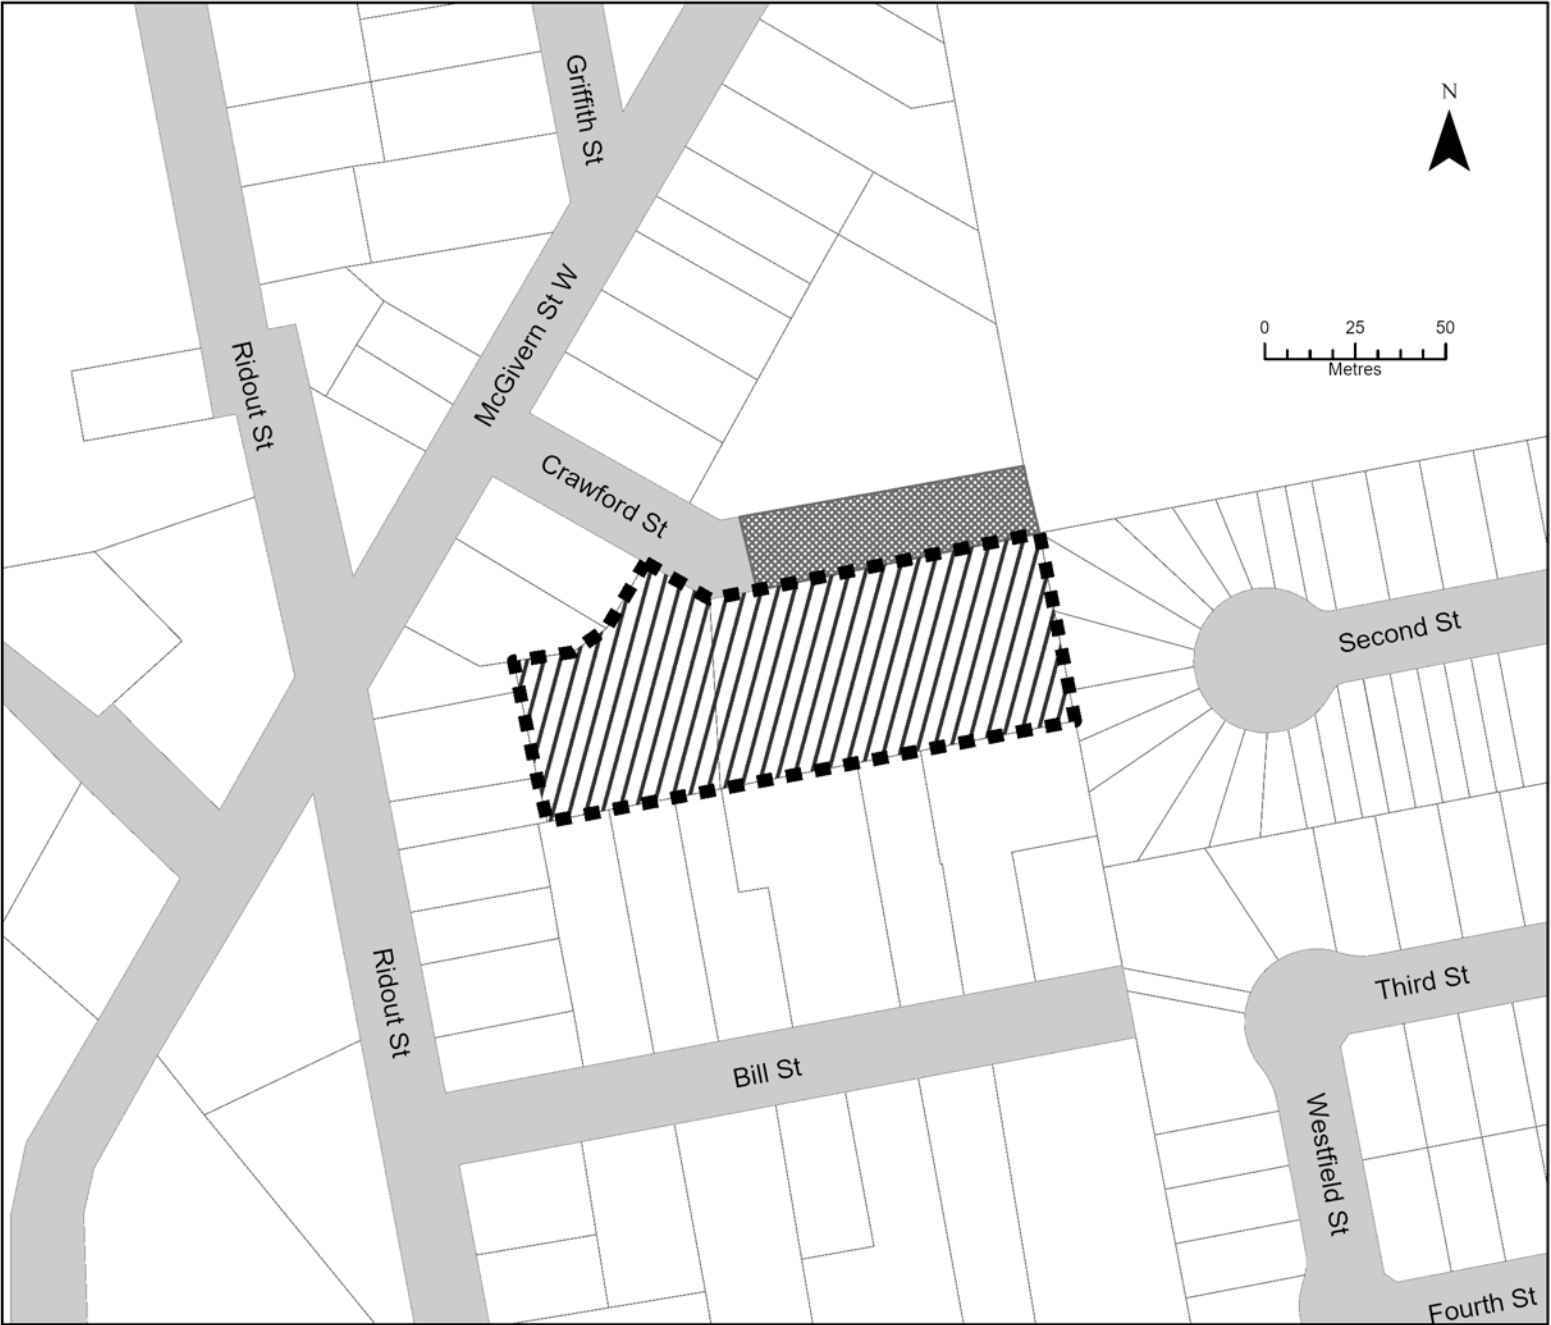 Griffith St
N
McGivern St W
0 25 50
Metres
Ridout St
Crawford St
Second St
Ridout St
Third St
Bill St
Westfield St
Fourth St